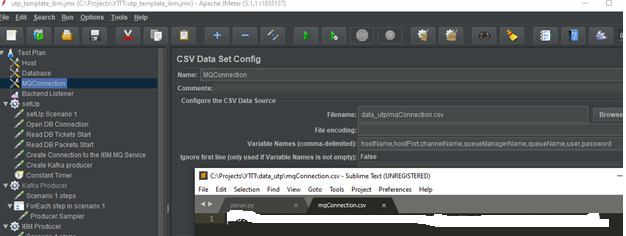 utp_template_ibm.jmx (C:\Projects\УТП\utp_template_ibm.jmx) - Apache JMeter (5.1.1 r1855137)
File Edit Search Run Options Tools Help
Test Plan
Host
Database
MQConnection
Backend Listener
setUp
setUp Scenario 1
Open DB Connection
Read DB Tickets Start
Read DB Comparte Start
Create Connection to the IBM MQ Service
Create Kafka producer
Constant Timer
Kafka Producer
Scenario 1 steps
ForEach step in scenario 1
Producer Sampler
IBM Producer
CSV Data Set Config
Name: MQConnection
Comments:
Configure the CSV Data Source
Filename: data_utp/mqConnection.csv Browse
File encoding:
Variable Names (comma-delimited): hostName,hostPort,channelName,queueManagerName,queueName,user,password
Ignore first line (only used if Variable Names is not empty): False
C:\Projects\УТП\data_utp\mqConnection.csv - Sublime Text (UNREGISTERED)
File Edit Selection Find View Goto Tools Project Preferences Help
parser.py mqConnection.csv
1